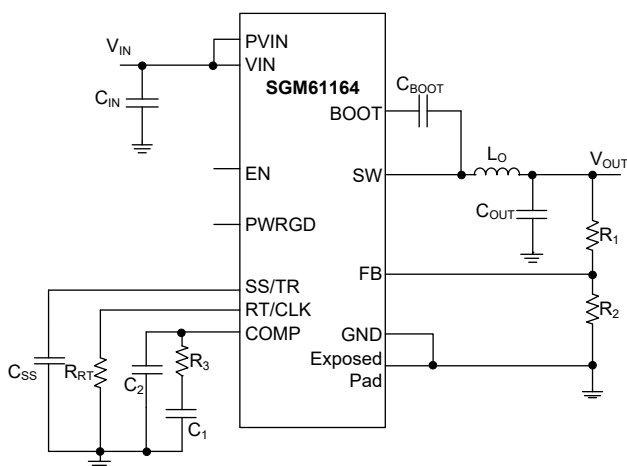 V_IN
PVIN
VIN
SGM61164
C_IN
BOOT
C_BOOT
EN
SW
L_O
V_OUT
C_OUT
PWRGD
R_1
SS/TR
FB
RT/CLK
R_2
COMP
GND
R_3
Exposed
Pad
C_SS
R_RT
C_2
C_1